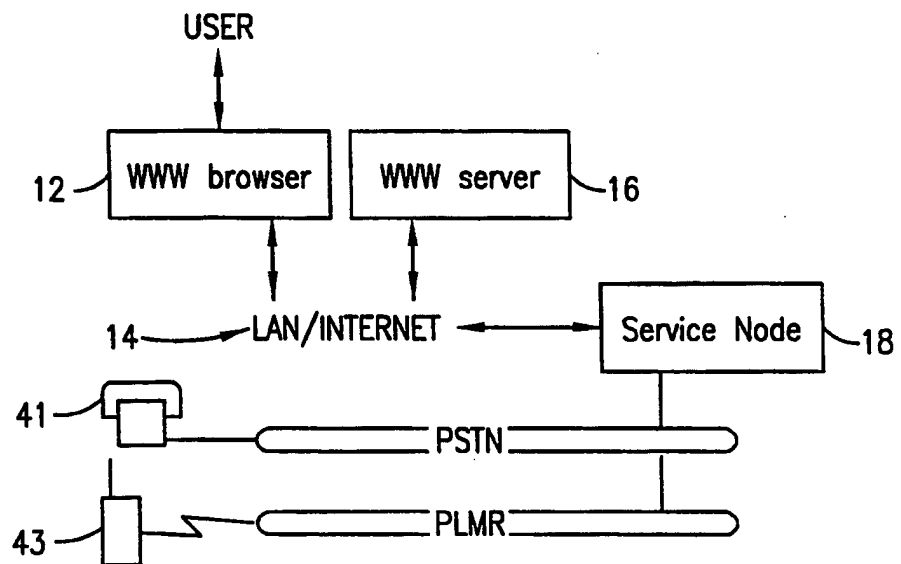 USER
12
WWW browser
WWW server
16
14
LAN/INTERNET
Service Node
18
41
PSTN
43
PLMR